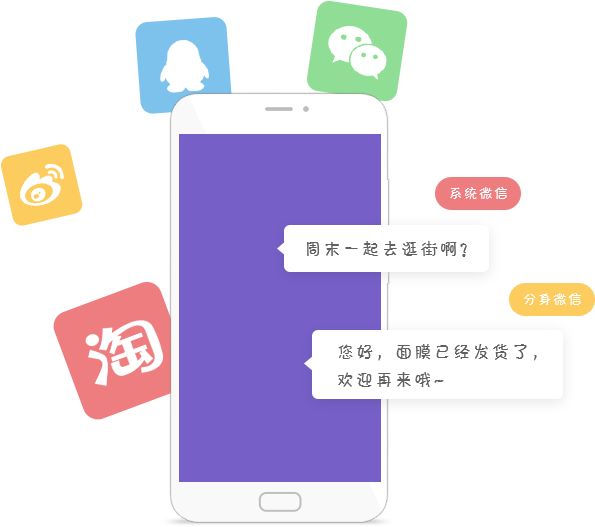 系统微信
周末一起去逛街啊?
分身微信
淘
您好，面膜已经发货了，
欢迎再来哦~